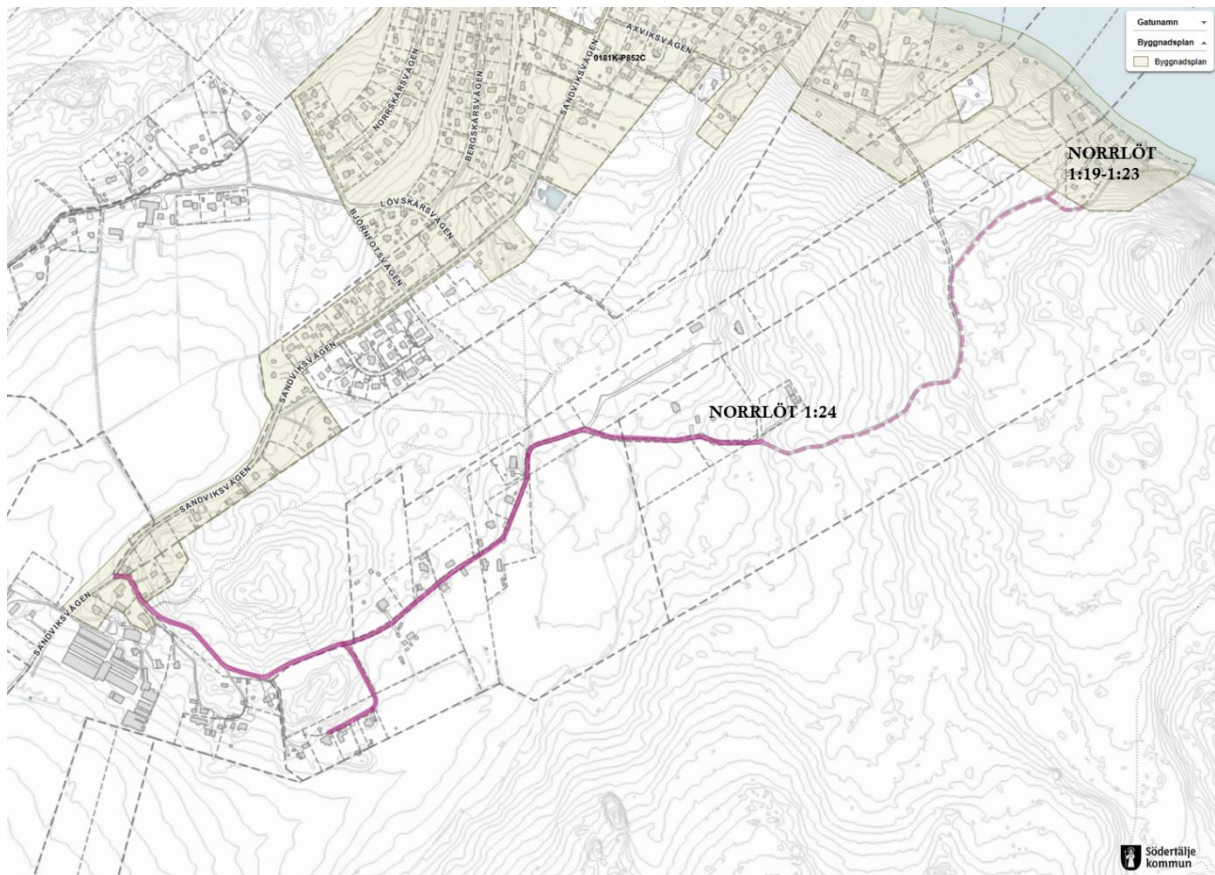 Gatunamn
Byggnadsplan
Byggnadsplan
AXVIKSVÄGEN
0181K-P852C
NORRSKÄRSVÄGEN
BERGSKÄRSVÄGEN
SANDVIKSVÄGEN
NORRLÖT
1:19-1:23
LÖVSKÄRSVÄGEN
BJÖRNFOTSVÄGEN
SANDVIKSVÄGEN
NORRLÖT 1:24
SANDVIKSVÄGEN
SANDVIKSVÄGEN
Södertälje
kommun